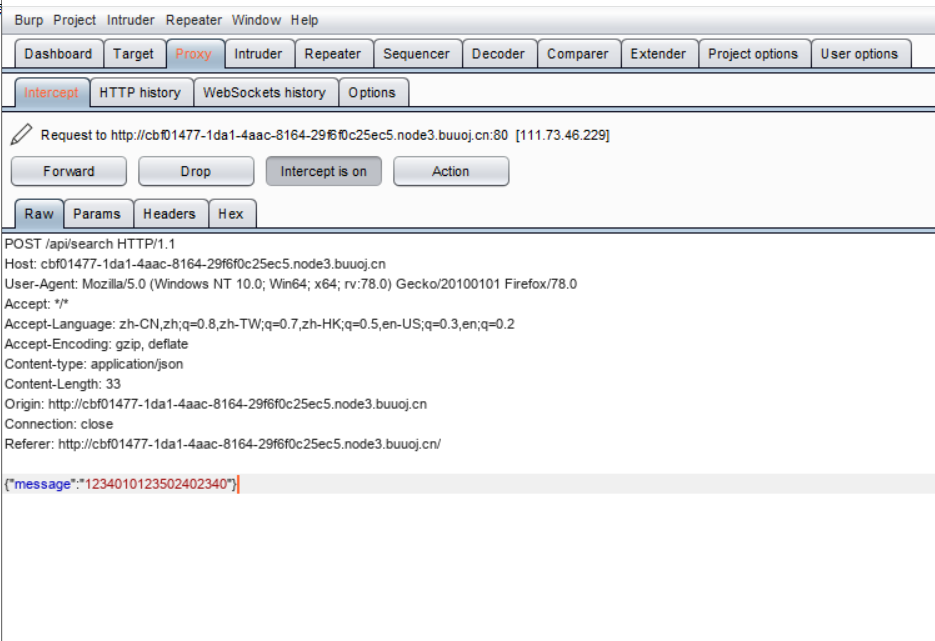 Burp Project Intruder Repeater Window Help
Dashboard Target Proxy Intruder Repeater Sequencer Decoder Comparer Extender Project options User options
Intercept HTTP history WebSockets history Options
Request to http://cbf01477-1da1-4aac-8164-29f6f0c25ec5.node3.buuoj.cn:80 [111.73.46.229]
Forward Drop Intercept is on Action
Raw Params Headers Hex
POST /api/search HTTP/1.1
Host: cbf01477-1da1-4aac-8164-29f6f0c25ec5.node3.buuoj.cn
User-Agent: Mozilla/5.0 (Windows NT 10.0; Win64; x64; rv:78.0) Gecko/20100101 Firefox/78.0
Accept: */*
Accept-Language: zh-CN,zh;q=0.8,zh-TW;q=0.7,zh-HK;q=0.5,en-US;q=0.3,en;q=0.2
Accept-Encoding: gzip, deflate
Content-type: application/json
Content-Length: 33
Origin: http://cbf01477-1da1-4aac-8164-29f6f0c25ec5.node3.buuoj.cn
Connection: close
Referer: http://cbf01477-1da1-4aac-8164-29f6f0c25ec5.node3.buuoj.cn/
{"message":"1234010123502402340"}